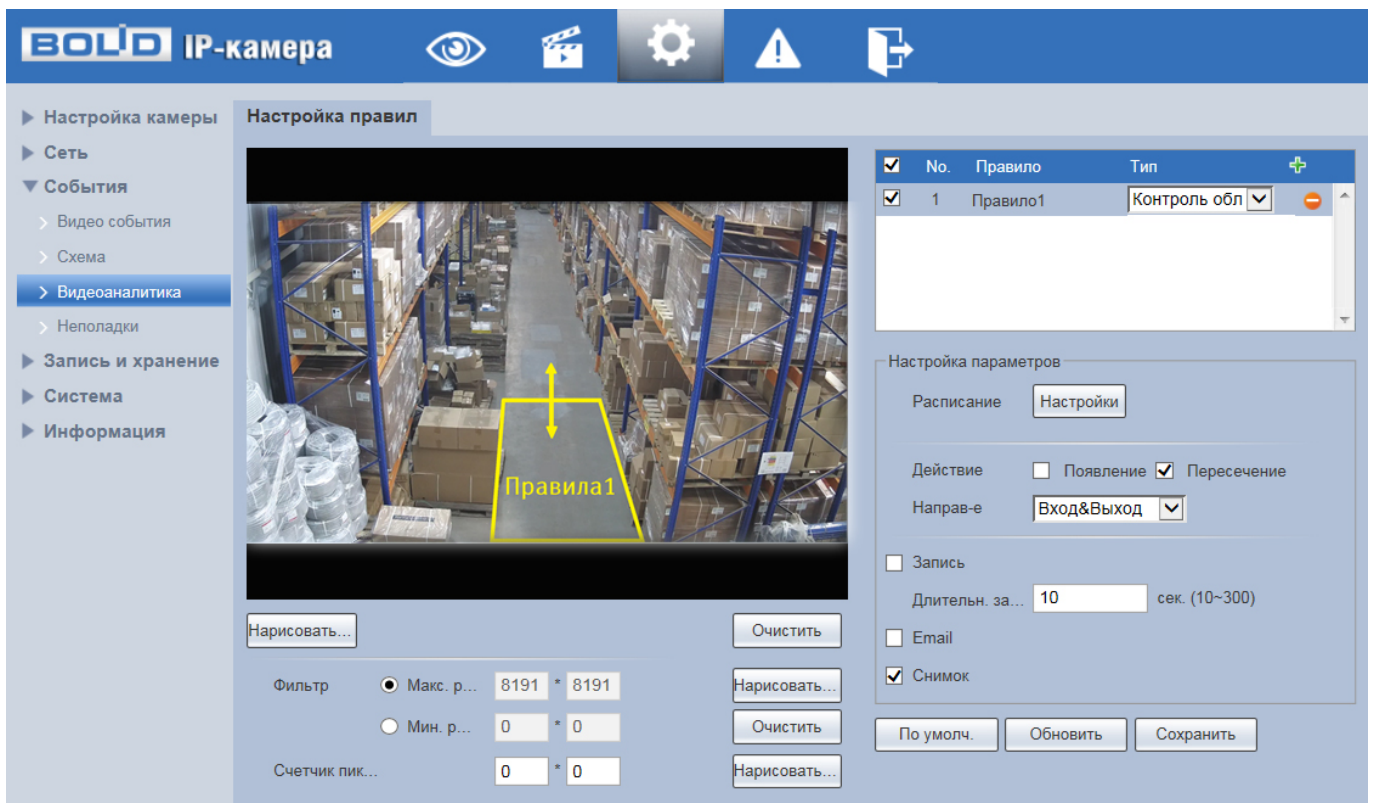 BOLID IP-камера
Настройка камеры
Сеть
События
Видео события
Схема
Видеоаналитика
Неполадки
Запись и хранение
Система
Информация
Настройка правил
Правила1
Нарисовать...
Очистить
Фильтр Макс. р... 8191 * 8191 Нарисовать...
Мин. р... 0 * 0 Очистить
Счетчик пик... 0 * 0 Нарисовать...
No. Правило Тип
1 Правило1 Контроль обл
Настройка параметров
Расписание Настройки
Действие Появление Пересечение
Направ-е Вход&Выход
Запись
Длительн. за... 10 сек. (10~300)
Email
Снимок
По умолч. Обновить Сохранить